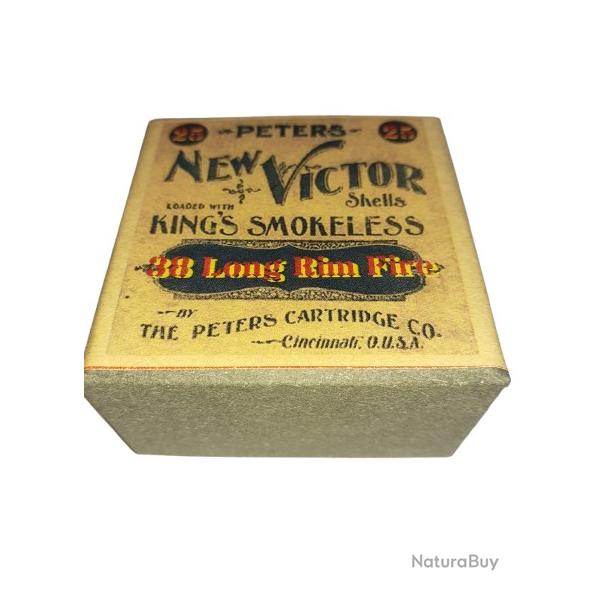 25 PETERS 25
NEW VICTOR
Shells
LOADED WITH
KING'S SMOKELESS
38 Long Rim Fire
BY
THE PETERS CARTRIDGE CO.
Cincinnati, O.U.S.A.
NaturaBuy